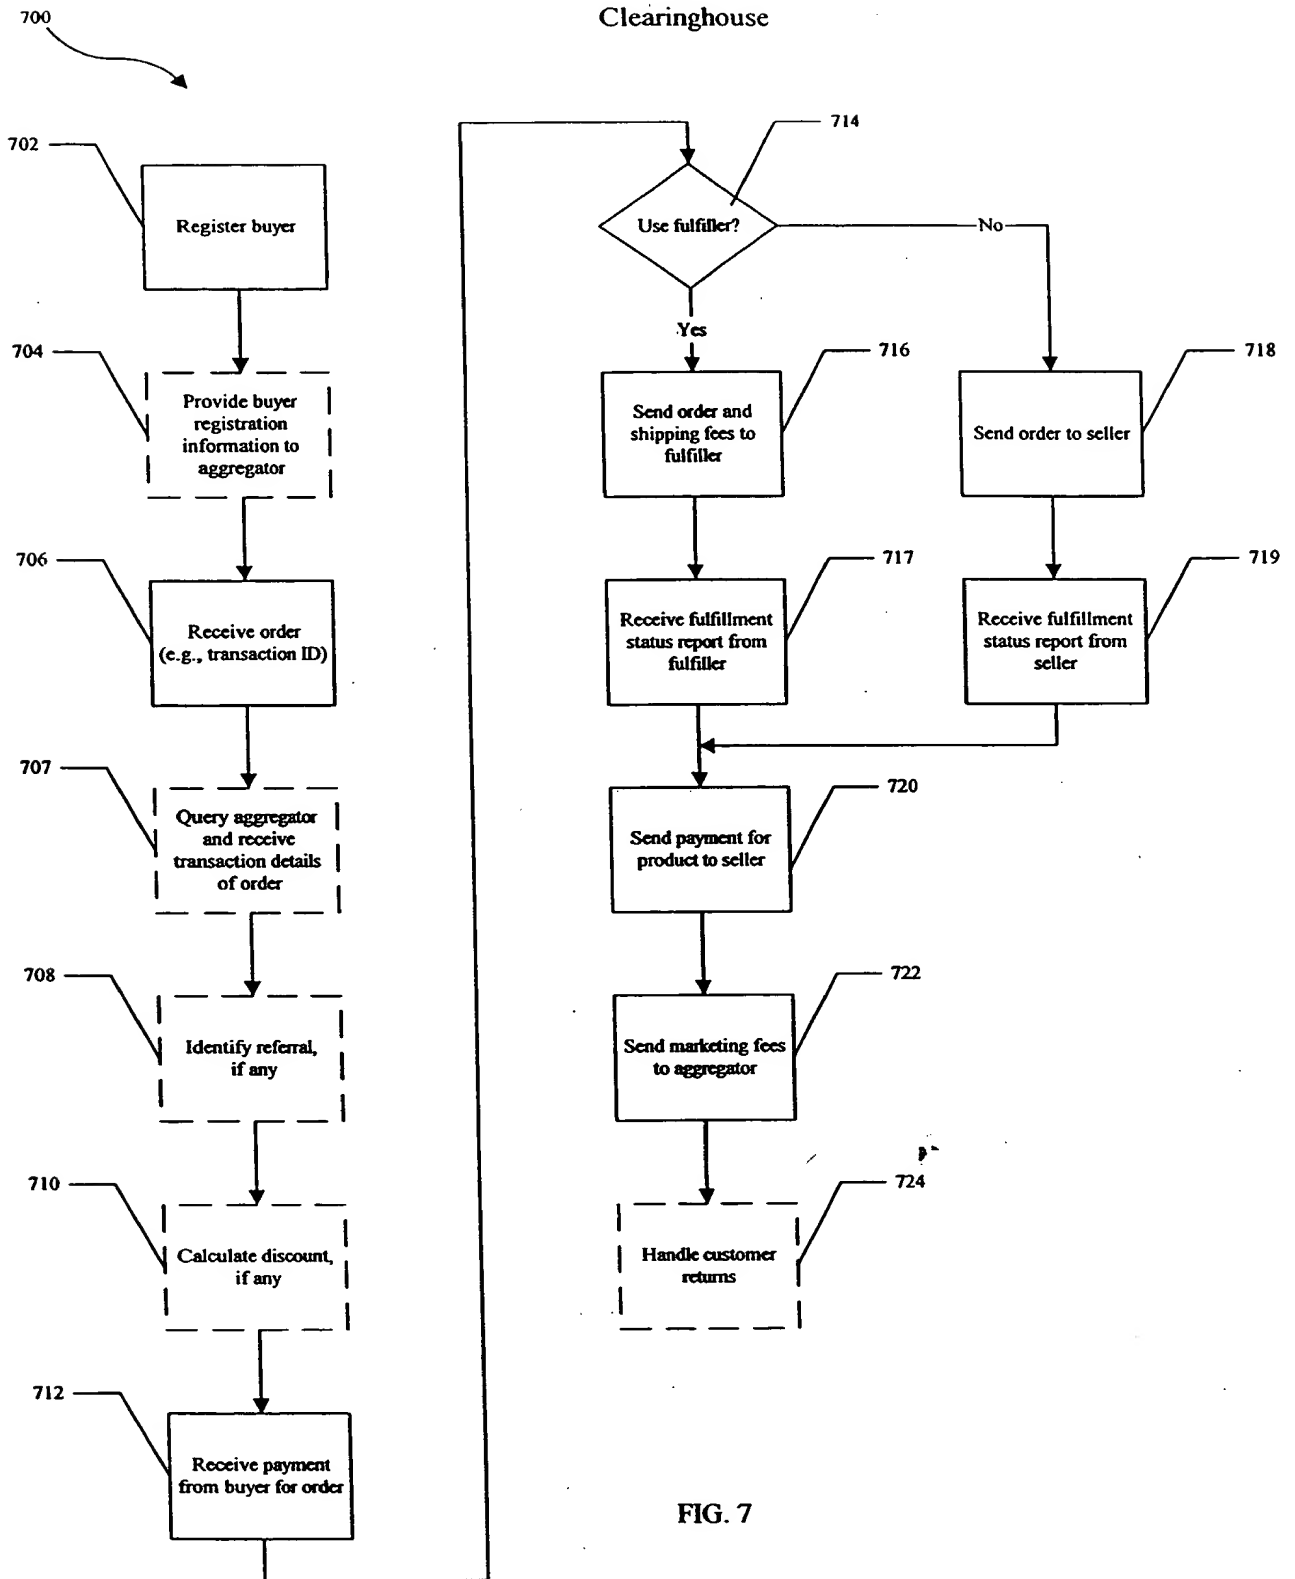 700
Clearinghouse
702
Register buyer
704
Provide buyer
registration
information to
aggregator
706
Receive order
(e.g., transaction ID)
707
Query aggregator
and receive
transaction details
of order
708
Identify referral,
if any
710
Calculate discount,
if any
712
Receive payment
from buyer for order
714
Use fulfiller?
No
Yes
716
Send order and
shipping fees to
fulfiller
718
Send order to seller
717
Receive fulfillment
status report from
fulfiller
719
Receive fulfillment
status report from
seller
720
Send payment for
product to seller
722
Send marketing fees
to aggregator
724
Handle customer
returns
FIG. 7